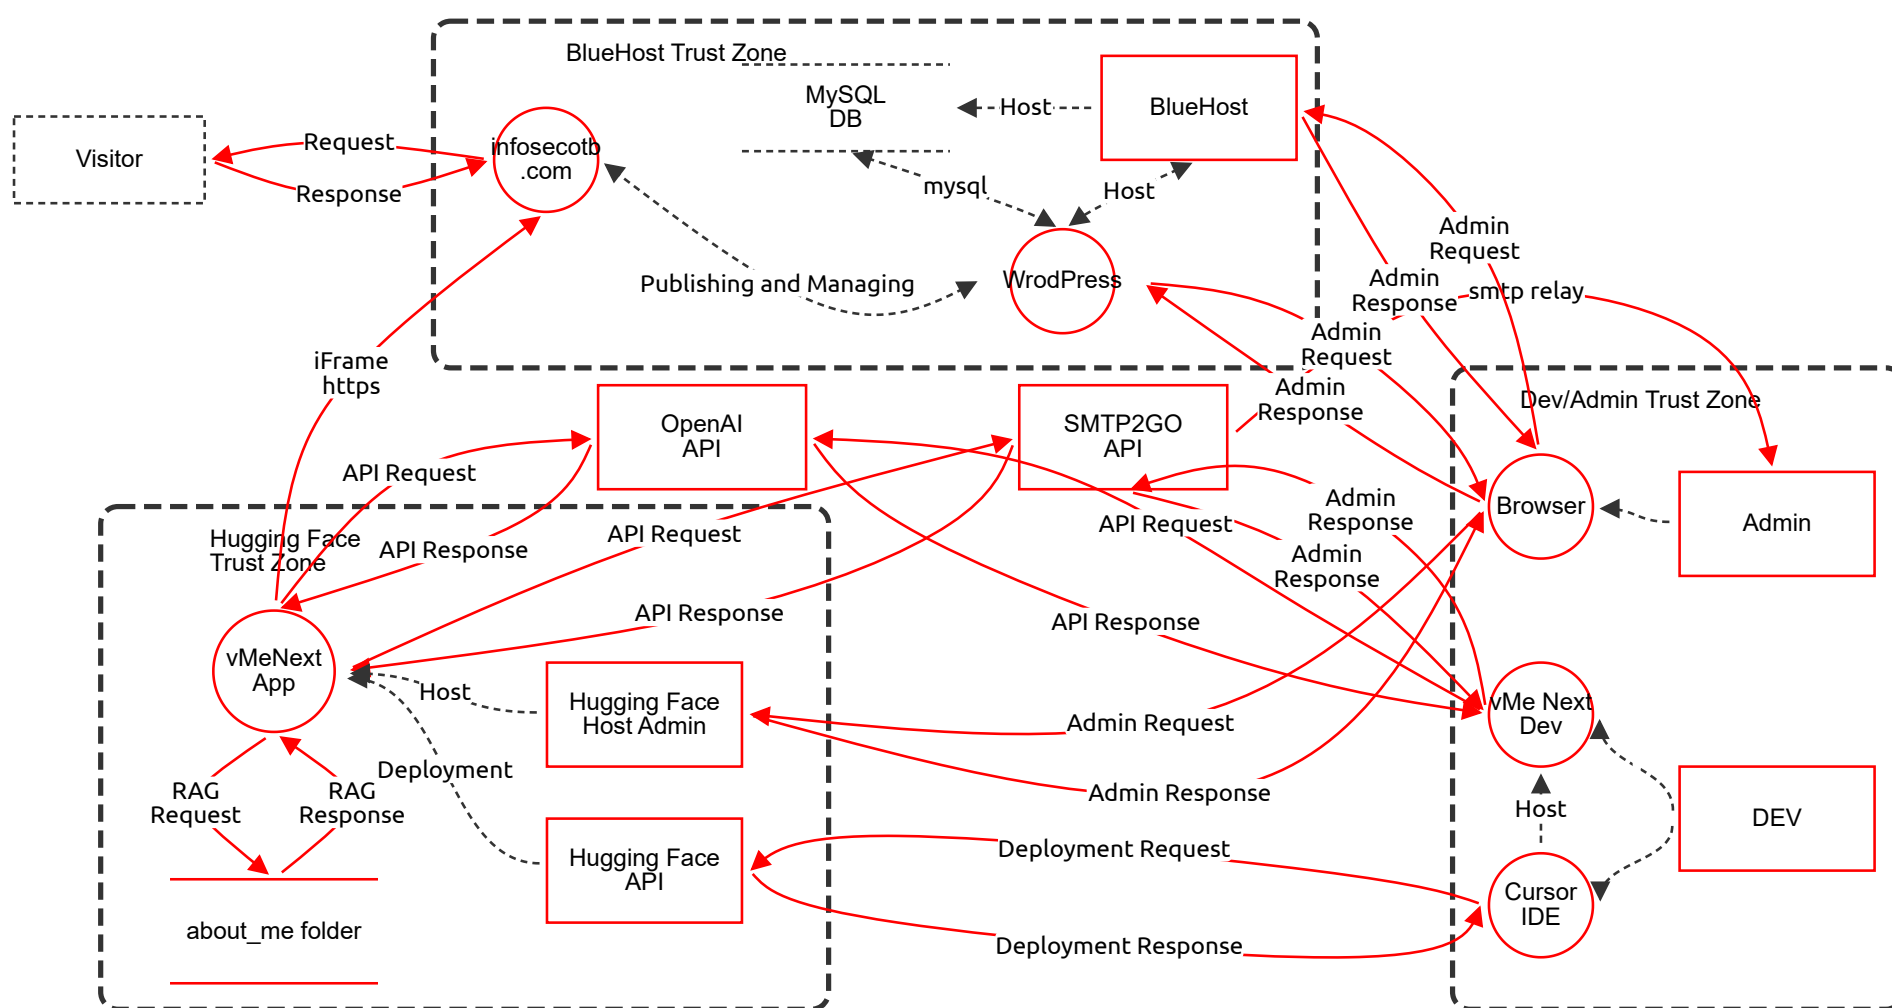 BlueHost Trust Zone
MySQL
DB
Host
BlueHost
Visitor
Request
Response
infosecotb
.com
mysql
Host
Publishing and Managing
WrodPress
Admin
Request
Admin
Response
smtp relay
Admin
Request
Admin
Response
iFrame
https
OpenAI
API
SMTP2GO
API
Dev/Admin Trust Zone
API Request
Hugging Face
Trust Zone
API Response
API Request
API Request
Admin
Response
Admin
Response
Browser
Admin
API Response
API Response
vMeNext
App
Host
Hugging Face
Host Admin
Admin Request
vMe Next
Dev
Deployment
RAG
Request
RAG
Response
Admin Response
Host
DEV
Hugging Face
API
Deployment Request
Cursor
IDE
about_me folder
Deployment Response